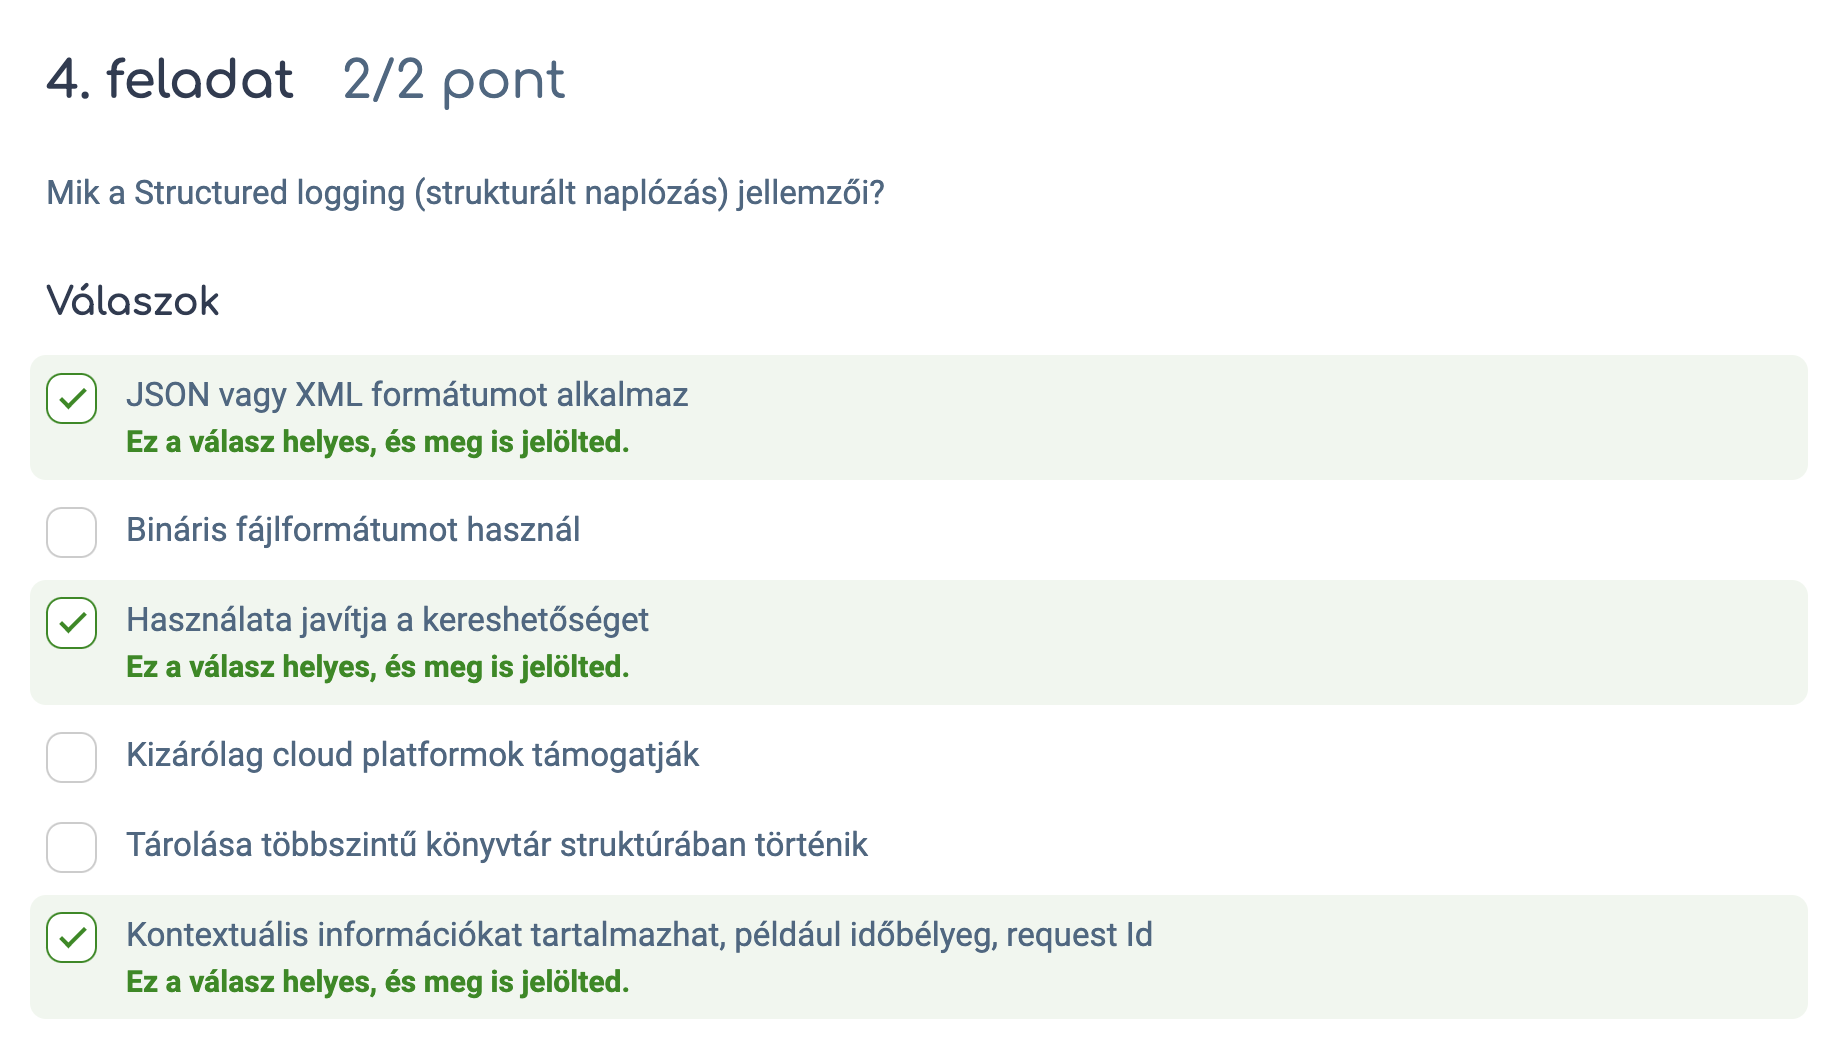 4. feladat 2/2 pont
Mik a Structured logging (strukturált naplózás) jellemzői?
Válaszok
JSON vagy XML formátumot alkalmaz
Ez a válasz helyes, és meg is jelölted.
Bináris fájlformátumot használ
Használata javítja a kereshetőséget
Ez a válasz helyes, és meg is jelölted.
Kizárólag cloud platformok támogatják
Tárolása többszintű könyvtár struktúrában történik
Kontextuális információkat tartalmazhat, például időbélyeg, request Id
Ez a válasz helyes, és meg is jelölted.